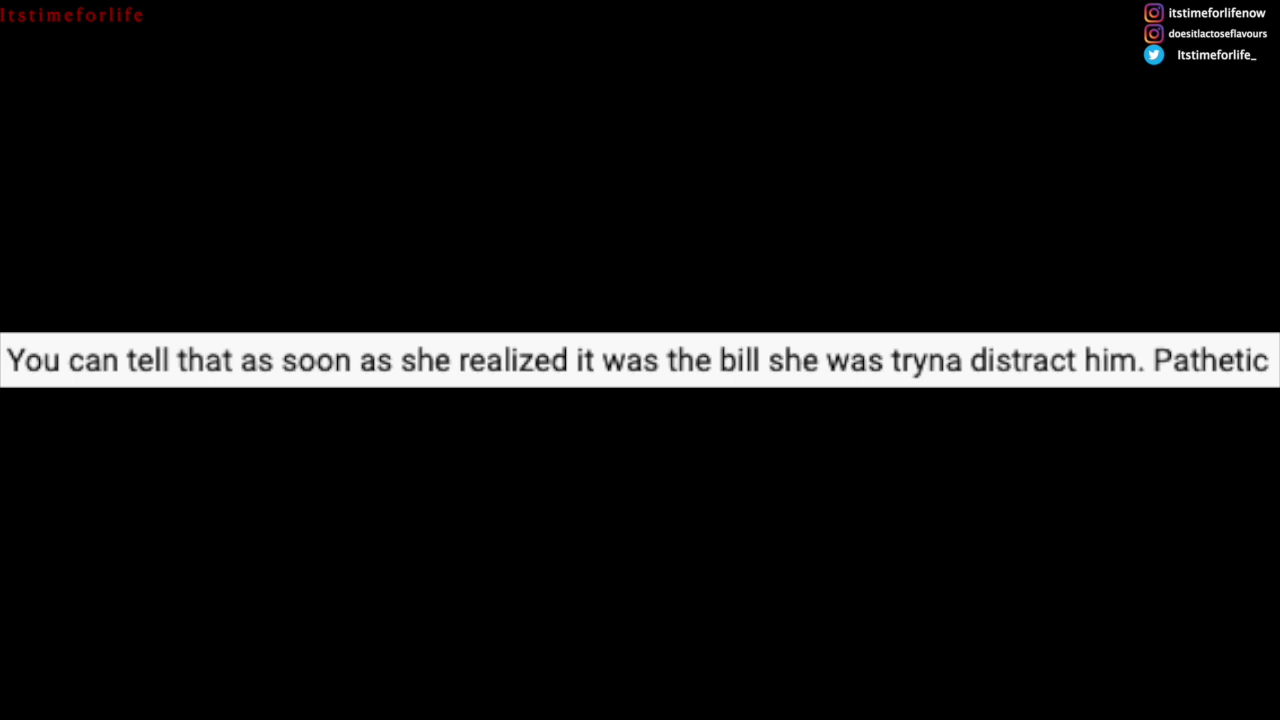 Itstimeforlife
itstimeforlifenow
doesitlactoseflavours
Itstimeforlife_
You can tell that as soon as she realized it was the bill she was tryna distract him. Pathetic